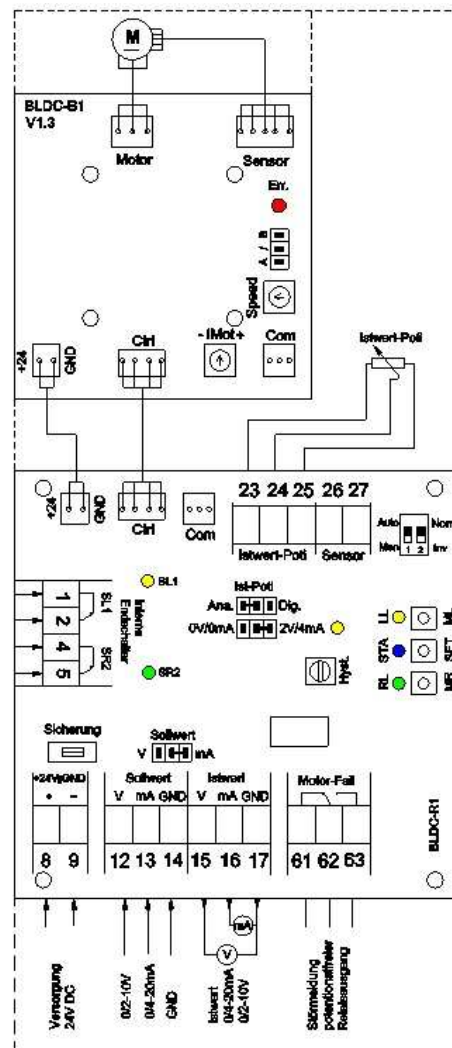 M
BLDC-B1
V1.3
Motor
Sensor
Err.
A / B
Speed
+24
GND
Ctrl
- IMot+
Com
Istwert-Poti
23 24 25 26 27
+24
GND
Ctrl
Com
Istwert-Poti
Sensor
Auto
Norm
Man
1 2
Inv
1
2
4
5
SL1
SR2
Interne
Endschalter
SL1
SR2
Ist-Poti
Ana.
Dig.
0V/0mA
2V/4mA
Hyst.
LL
ML
STA
SET
RL
MR
Sicherung
Sollwert
V
mA
+24V
GND
+
-
Sollwert
V mA GND
Istwert
V mA GND
Motor-Fail
8 9
12 13 14
15 16 17
61 62 63
BLDC-R1
mA
V
Versorgung
24V DC
0/2-10V
0/4-20mA
GND
Istwert
0/4-20mA
0/2-10V
Störmeldung
potentionalfreier
Relaisausgang